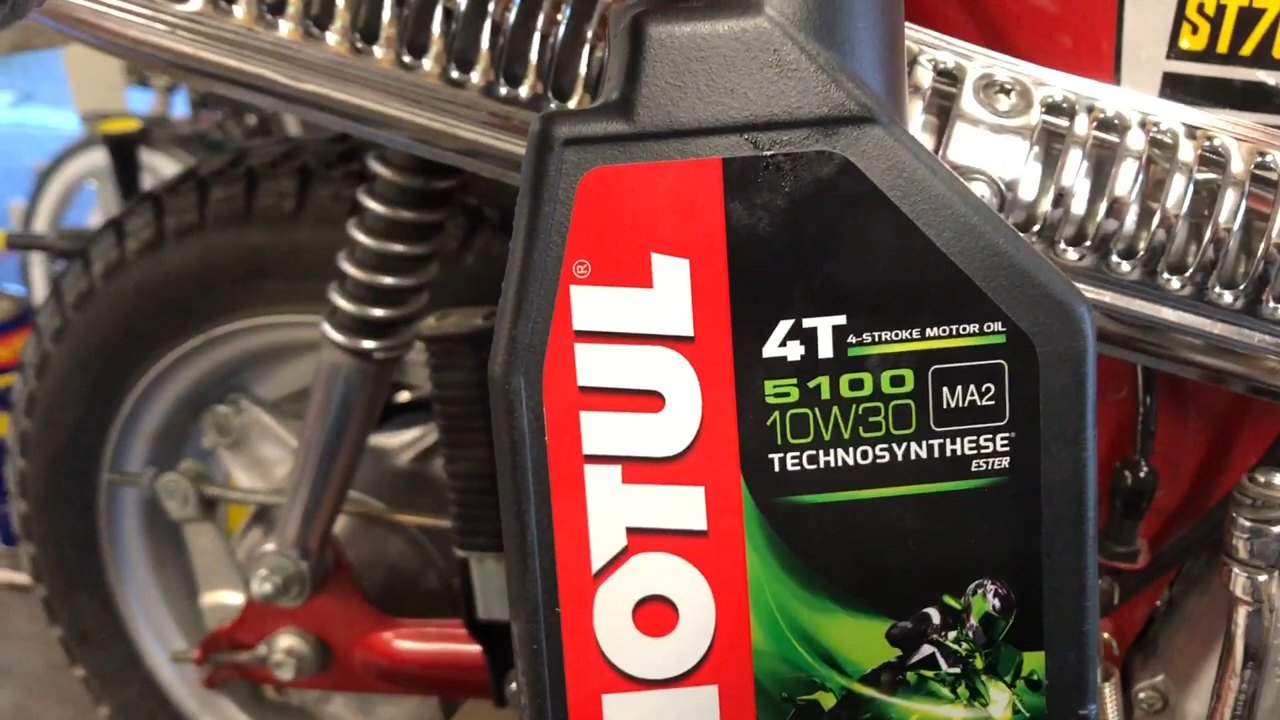 MOTUL®
4T 4-STROKE MOTOR OIL
5100
10W30
MA2
TECHNOSYNTHESE®
ESTER